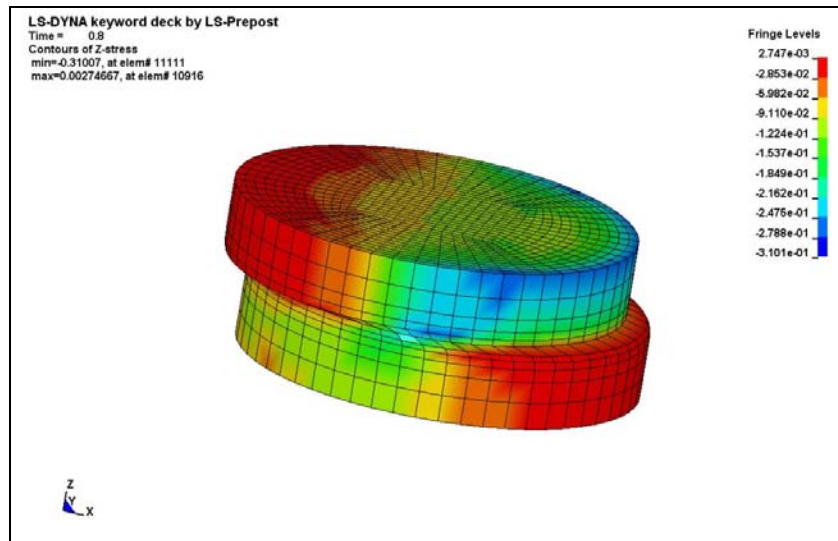 LS-DYNA keyword deck by LS-Prepost
Time = 0.8
Contours of Z-stress
min=-0.31007, at elem# 11111
max=0.00274667, at elem# 10916
Fringe Levels
2.747e-03
-2.853e-02
-5.982e-02
-9.110e-02
-1.224e-01
-1.537e-01
-1.849e-01
-2.162e-01
-2.475e-01
-2.788e-01
-3.101e-01
Z
Y
X